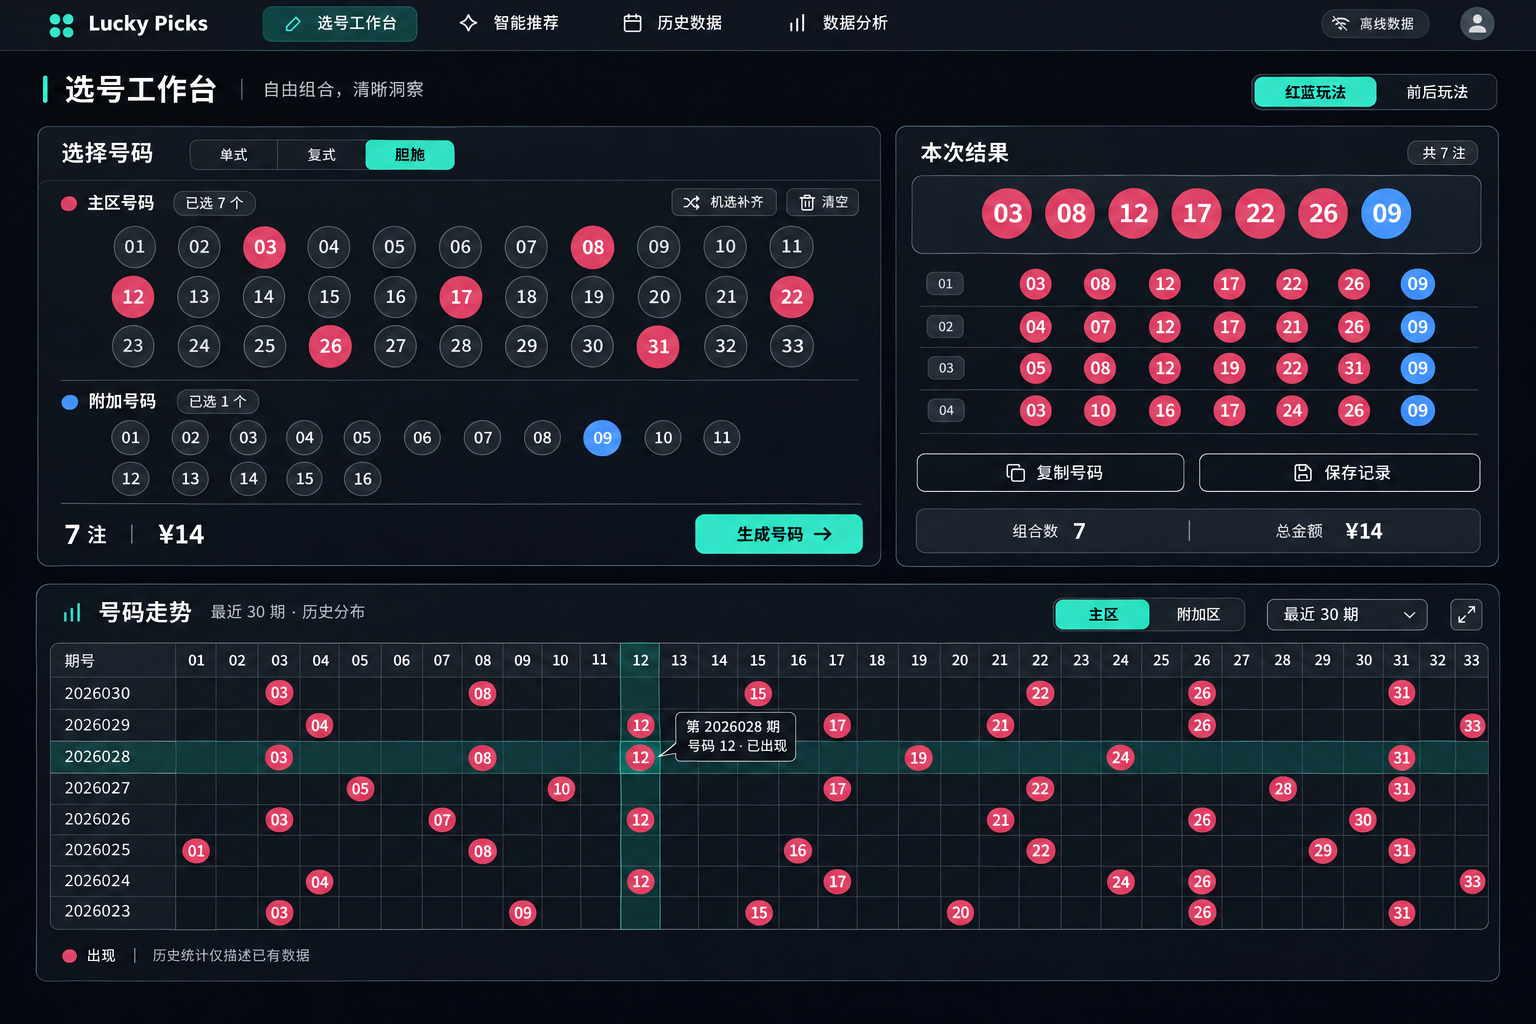 Lucky Picks
选号工作台
智能推荐
历史数据
数据分析
离线数据
选号工作台 | 自由组合，清晰洞察
红蓝玩法 前后玩法
选择号码 单式 复式 胆拖
主区号码 已选 7 个 机选补齐 清空
01 02 03 04 05 06 07 08 09 10 11
12 13 14 15 16 17 18 19 20 21 22
23 24 25 26 27 28 29 30 31 32 33
附加号码 已选 1 个
01 02 03 04 05 06 07 08 09 10 11
12 13 14 15 16
7 注 | ¥14 生成号码 →
本次结果 共 7 注
03 08 12 17 22 26 09
01 03 08 12 17 22 26 09
02 04 07 12 17 21 26 09
03 05 08 12 19 22 31 09
04 03 10 16 17 24 26 09
复制号码 保存记录
组合数 7 | 总金额 ¥14
号码走势 最近 30 期 · 历史分布 主区 附加区 最近 30 期
期号 01 02 03 04 05 06 07 08 09 10 11 12 13 14 15 16 17 18 19 20 21 22 23 24 25 26 27 28 29 30 31 32 33
2026030 03 08 15 22 26 31
2026029 04 12 17 21 26 33
第 2026028 期
号码 12 · 已出现
2026028 03 08 12 19 24 31
2026027 05 10 17 22 28 31
2026026 03 07 12 21 26 30
2026025 01 08 16 22 29 31
2026024 04 12 17 24 26 33
2026023 03 09 15 20 26 31
出现 | 历史统计仅描述已有数据